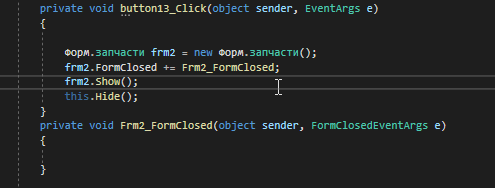 private void button13_Click(object sender, EventArgs e)
{
Форм.запчасти frm2 = new Форм.запчасти();
frm2.FormClosed += Frm2_FormClosed;
frm2.Show();
this.Hide();
}
private void Frm2_FormClosed(object sender, FormClosedEventArgs e)
{
}